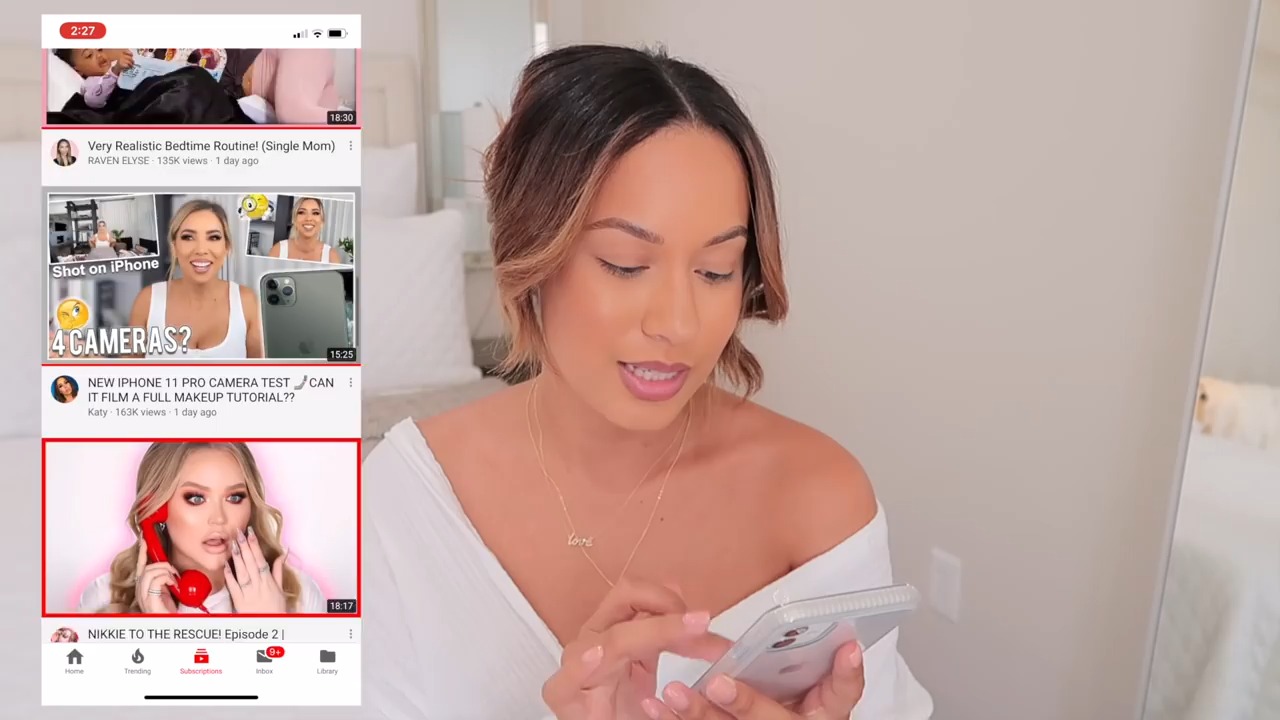 2:27
18:30
Very Realistic Bedtime Routine! (Single Mom)
RAVEN ELYSE · 135K views · 1 day ago
Shot on iPhone
4 CAMERAS?
15:25
NEW IPHONE 11 PRO CAMERA TEST 🤳CAN
IT FILM A FULL MAKEUP TUTORIAL??
Katy · 163K views · 1 day ago
18:17
NIKKIE TO THE RESCUE! Episode 2 |
Home
Trending
Subscriptions
9+
Inbox
Library
love